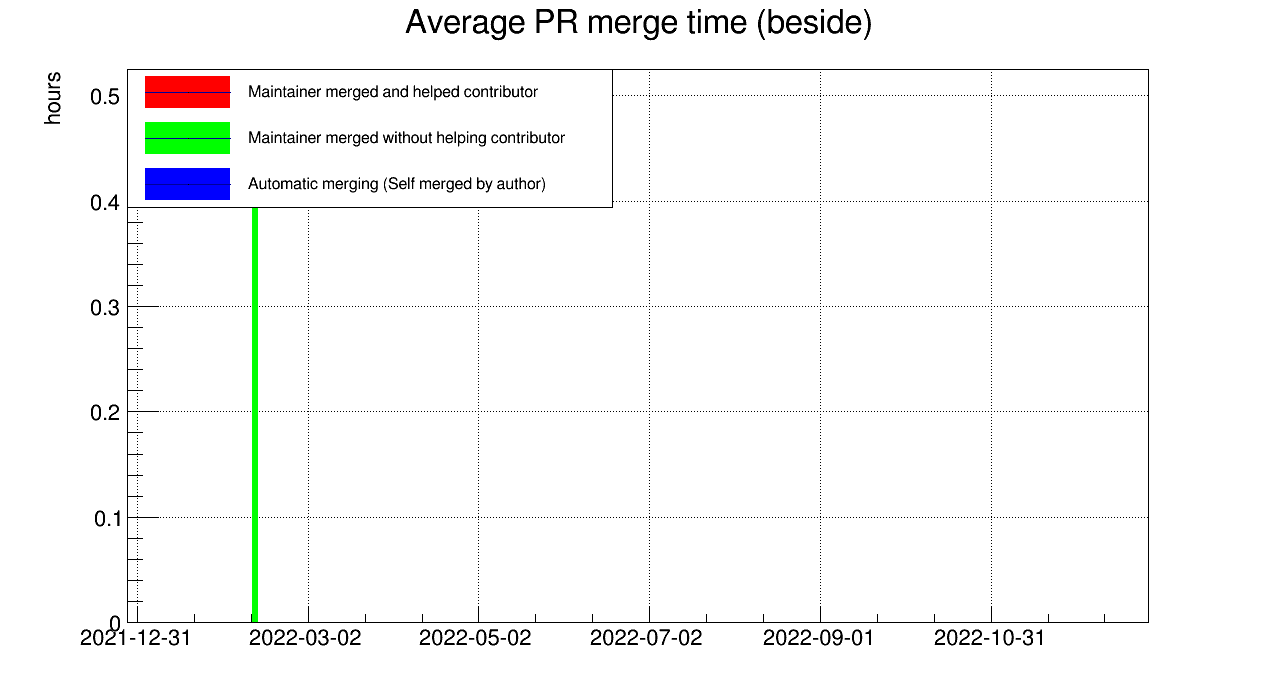 Average PR merge time (beside)
hours
Maintainer merged and helped contributor
Maintainer merged without helping contributor
Automatic merging (Self merged by author)
0.5
0.4
0.3
0.2
0.1
0
2021-12-31 2022-03-02 2022-05-02 2022-07-02 2022-09-01 2022-10-31